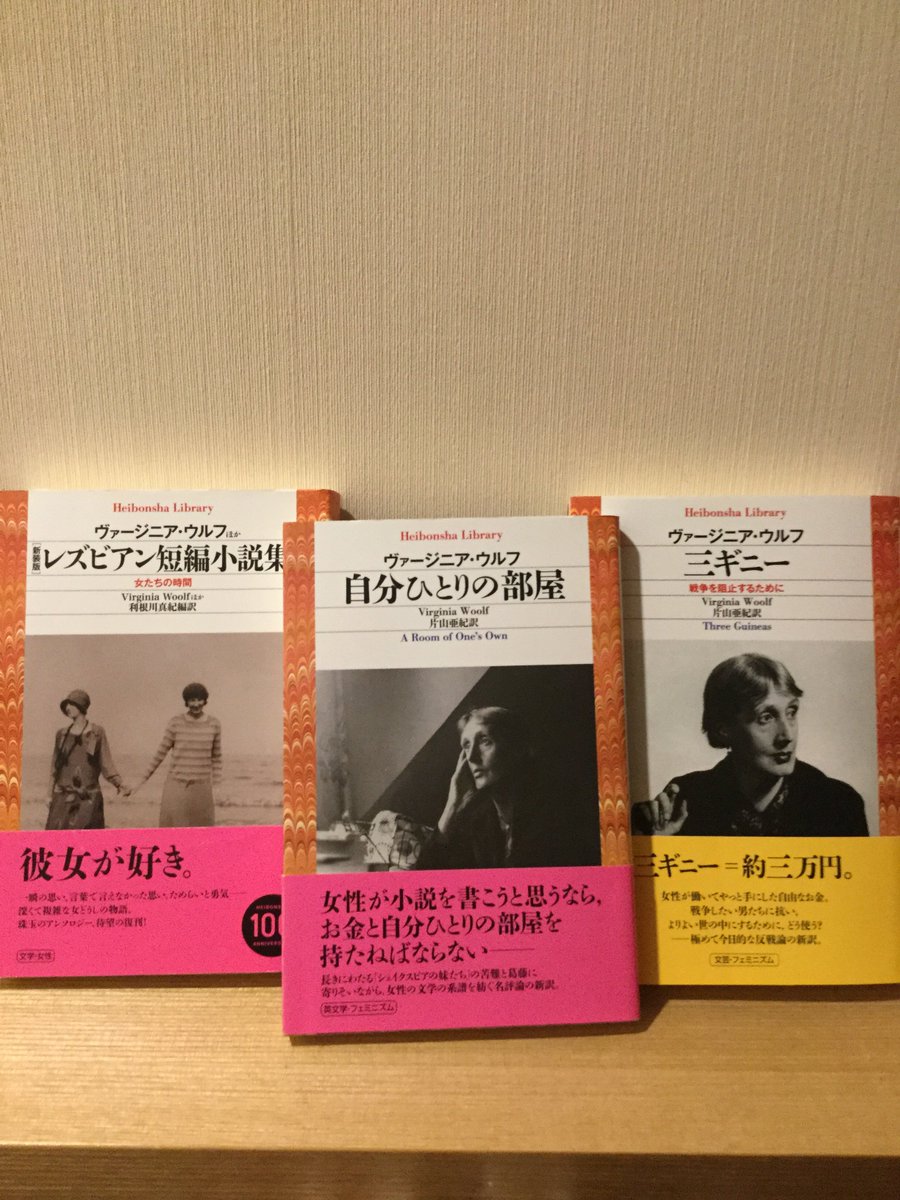 Heibonsha Library
ヴァージニア・ウルフほか
[新装版]レズビアン短編小説集
女たちの時間
Virginia Woolfほか
利根川真紀編訳
彼女が好き。
一瞬の思い、言葉で言えなかった思い、ためらいと勇気――
深くて複雑な女どうしの物語。
珠玉のアンソロジー、待望の復刊!
文学・女性
100
Heibonsha Library
ヴァージニア・ウルフ
自分ひとりの部屋
Virginia Woolf
片山亜紀訳
A Room of One's Own
女性が小説を書こうと思うなら、
お金と自分ひとりの部屋を
持たねばならない――
長きにわたる「シェイクスピアの妹たち」の苦難と葛藤に
寄りそいながら、女性の文学の系譜を紡ぐ名評論の新訳。
英文学・フェミニズム
Heibonsha Library
ヴァージニア・ウルフ
三ギニー
戦争を阻止するために
Virginia Woolf
片山亜紀訳
Three Guineas
三ギニー=約三万円。
女性が働いてやっと手にした自由なお金。
戦争したい男たちに抗い、
よりよい世の中にするために、どう使う?
――極めて今日的な反戦論の新訳。
文芸・フェミニズム